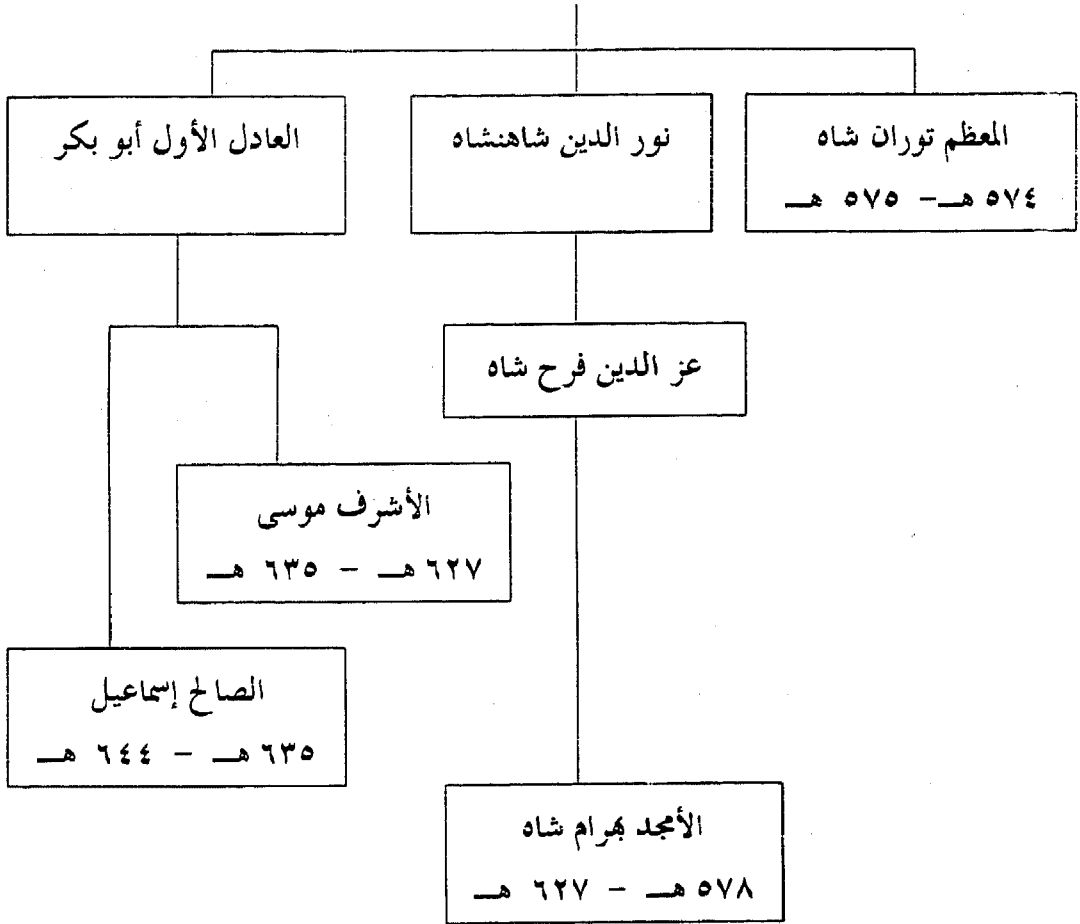 المعظم توران شاه
٥٧٤ هـ – ٥٧٥ هـ
نور الدين شاهنشاه
العادل الأول أبو بكر
عز الدين فرح شاه
الأشرف موسى
٦٢٧ هـ – ٦٣٥ هـ
الصالح إسماعيل
٦٣٥ هـ – ٦٤٤ هـ
الأمجد بهرام شاه
٥٧٨ هـ – ٦٢٧ هـ